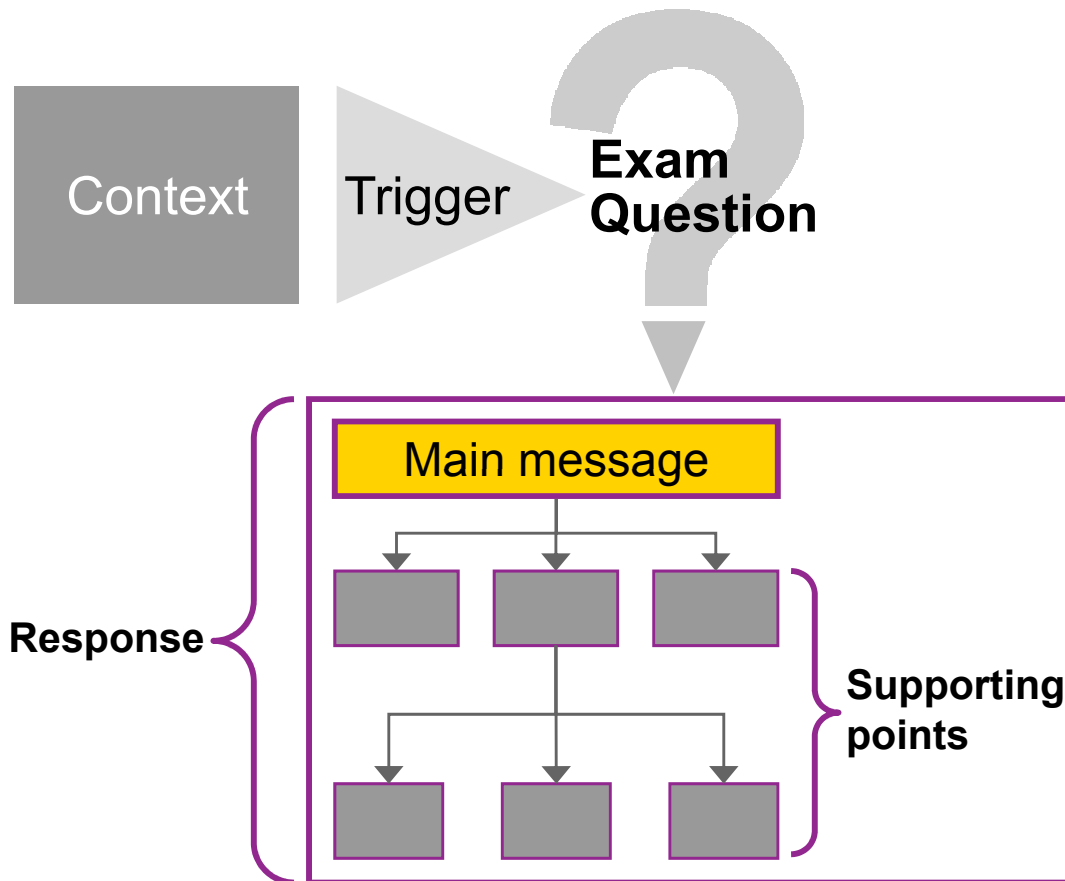 Context
Trigger
Exam
Question
Main message
Response
Supporting
points